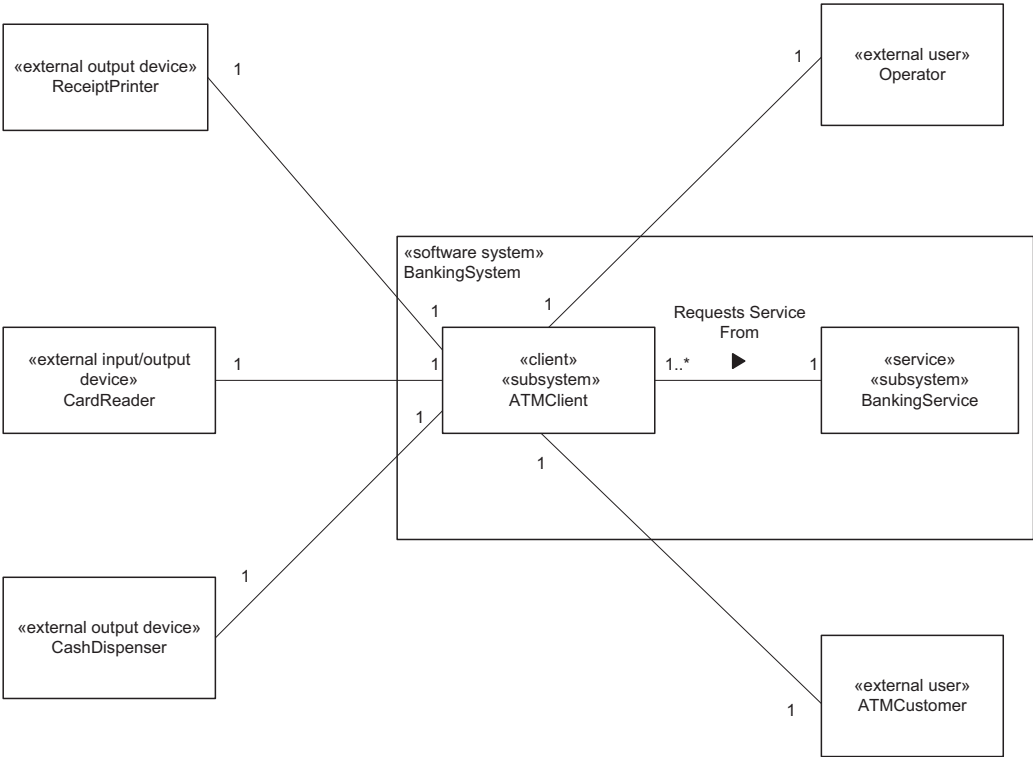 «external output device»
ReceiptPrinter
1
1
«external user»
Operator
«software system»
BankingSystem
1
1
Requests Service
From
«external input/output
device»
CardReader
1
1
«client»
«subsystem»
ATMClient
1..*
1
«service»
«subsystem»
BankingService
1
1
1
«external output device»
CashDispenser
1
«external user»
ATMCustomer